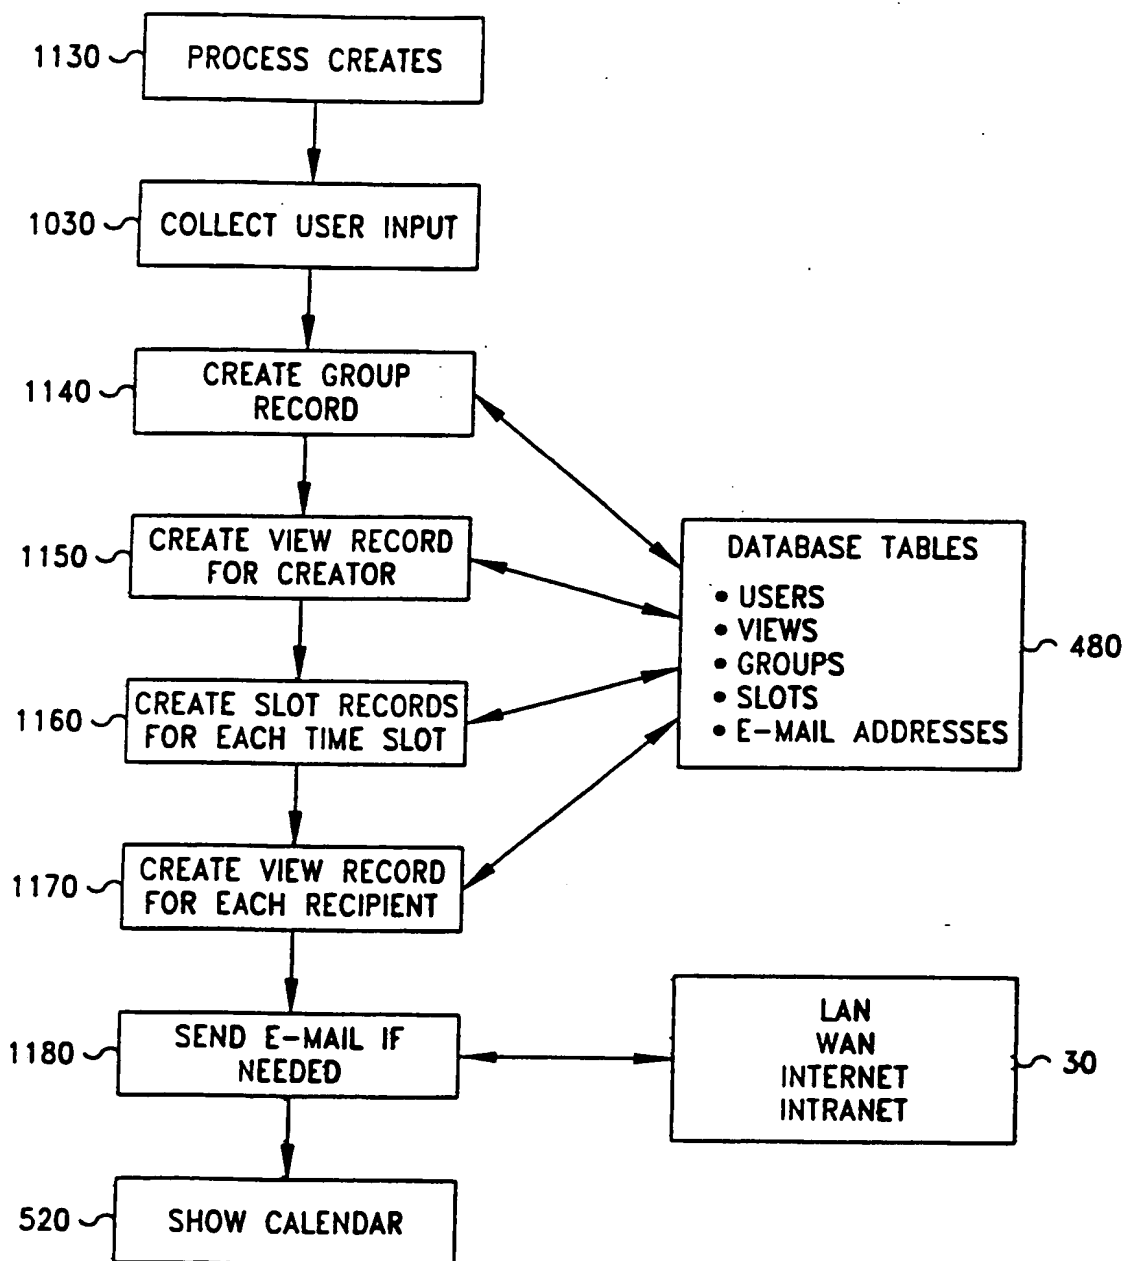 1130 PROCESS CREATES
1030 COLLECT USER INPUT
1140 CREATE GROUP
RECORD
1150 CREATE VIEW RECORD
FOR CREATOR
DATABASE TABLES
• USERS
• VIEWS
• GROUPS
• SLOTS
• E-MAIL ADDRESSES
480
1160 CREATE SLOT RECORDS
FOR EACH TIME SLOT
1170 CREATE VIEW RECORD
FOR EACH RECIPIENT
1180 SEND E-MAIL IF
NEEDED
LAN
WAN
INTERNET
INTRANET
30
520 SHOW CALENDAR